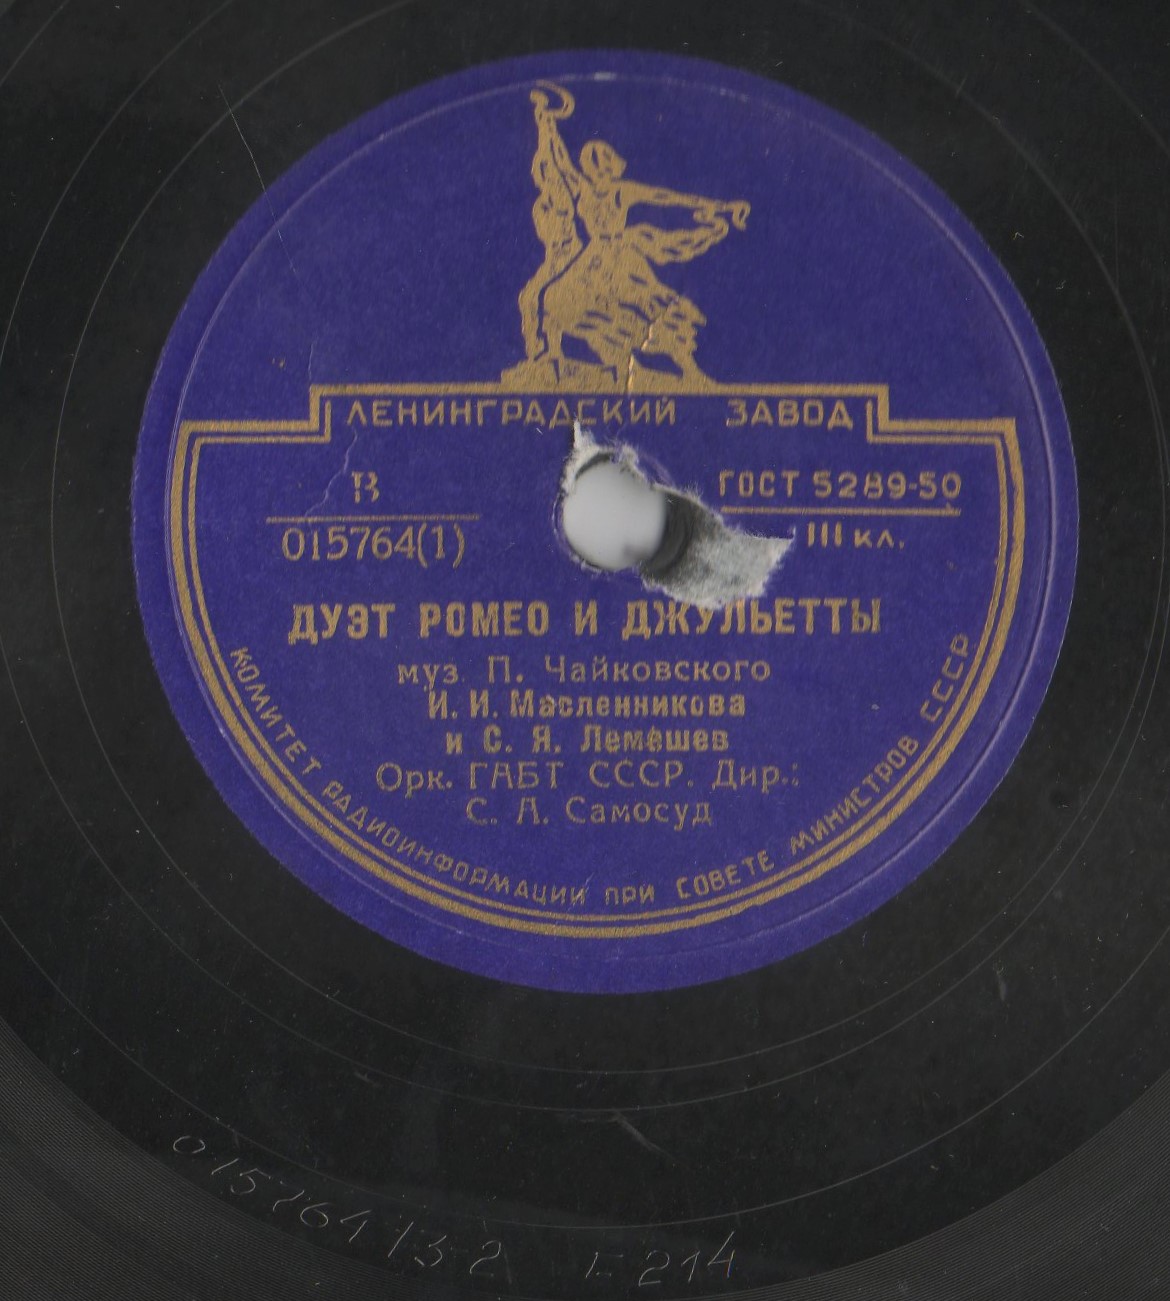 ЛЕНИНГРАДСКИЙ ЗАВОД
В
015764(1)
ГОСТ 5289-50
III кл.
ДУЭТ РОМЕО И ДЖУЛЬЕТТЫ
муз. П. Чайковского
И. И. Масленникова
и С. Я. Лемешев
Орк. ГАБТ СССР. Дир.:
С. А. Самосуд
КОМИТЕТ РАДИОИНФОРМАЦИИ ПРИ СОВЕТЕ МИНИСТРОВ СССР